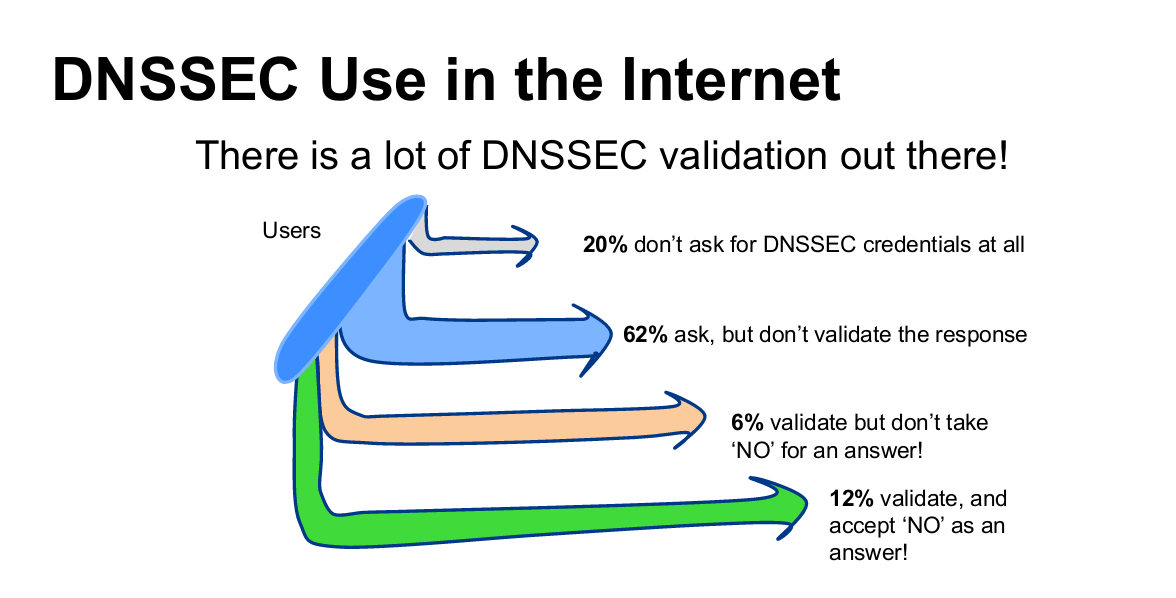 DNSSEC Use in the Internet
There is a lot of DNSSEC validation out there!
Users
20% don’t ask for DNSSEC credentials at all
62% ask, but don’t validate the response
6% validate but don’t take
‘NO’ for an answer!
12% validate, and
accept ‘NO’ as an
answer!